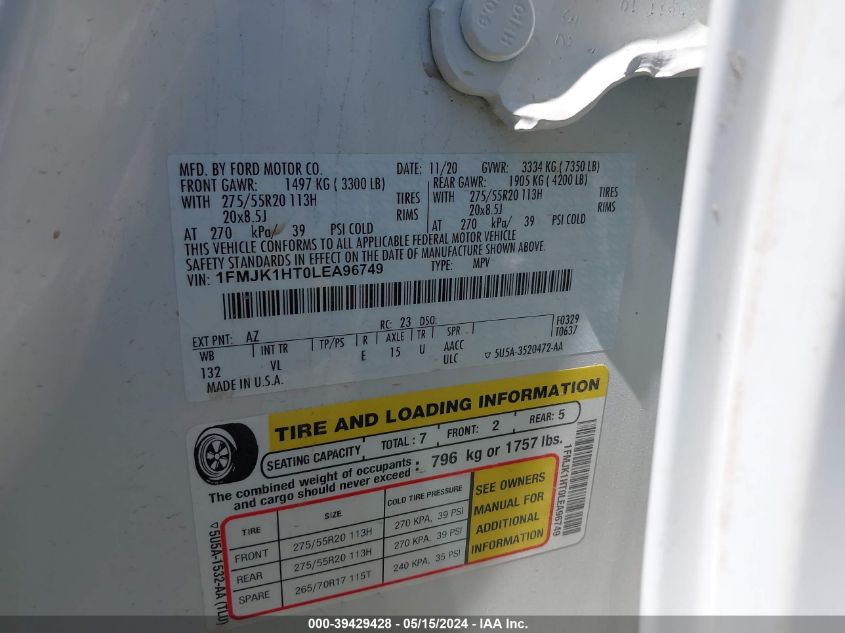 MFD. BY FORD MOTOR CO. DATE: 11/20 GVWR: 3334 KG ( 7350 LB)
FRONT GAWR: 1497 KG ( 3300 LB) REAR GAWR: 1905 KG ( 4200 LB)
WITH 275/55R20 113H TIRES WITH 275/55R20 113H TIRES
20x8.5J RIMS 20x8.5J RIMS
AT 270 kPa/ 39 PSI COLD AT 270 kPa/ 39 PSI COLD
THIS VEHICLE CONFORMS TO ALL APPLICABLE FEDERAL MOTOR VEHICLE
SAFETY STANDARDS IN EFFECT ON THE DATE OF MANUFACTURE SHOWN ABOVE.
VIN: 1FMJK1HT0LEA96749 TYPE: MPV
F0329
T0637
EXT PNT: AZ RC: 23 DSO:
WB INT TR TP/PS R AXLE TR SPR
132 VL E 15 U AACC
ULC
5U5A-3520472-AA
MADE IN U.S.A.
TIRE AND LOADING INFORMATION
SEATING CAPACITY TOTAL : 7 FRONT: 2 REAR: 5
The combined weight of occupants and cargo should never exceed : 796 kg or 1757 lbs.
TIRE SIZE COLD TIRE PRESSURE
FRONT 275/55R20 113H 270 KPA, 39 PSI
REAR 275/55R20 113H 270 KPA, 39 PSI
SPARE 265/70R17 115T 240 KPA, 35 PSI
SEE OWNERS
MANUAL FOR
ADDITIONAL
INFORMATION
5U5A-1532-AA (TLU)
1FMJK1HT0LEA96749
000-39429428 - 05/15/2024 - IAAI.com